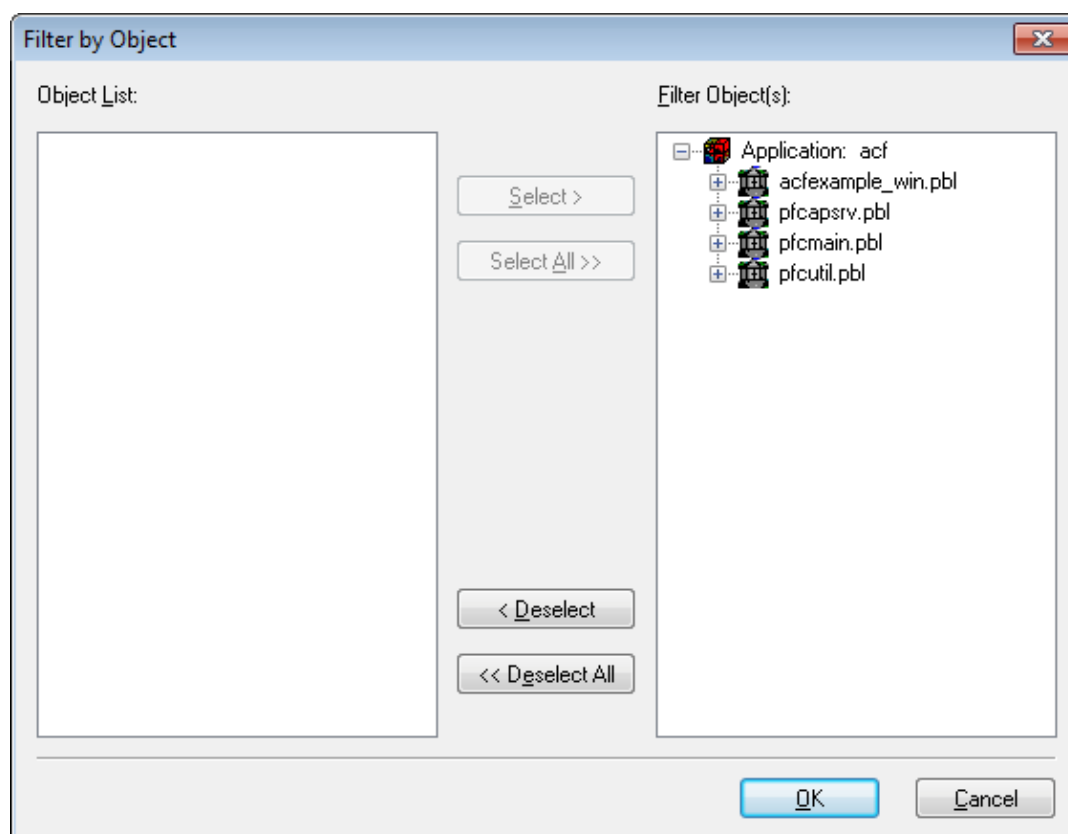 Filter by Object
Object List:
Filter Object(s):
Application: acf
acfexample_win.pbl
pfcapsrv.pbl
pfcmain.pbl
pfcutil.pbl
Select >
Select All >>
< Deselect
<< Deselect All
OK
Cancel